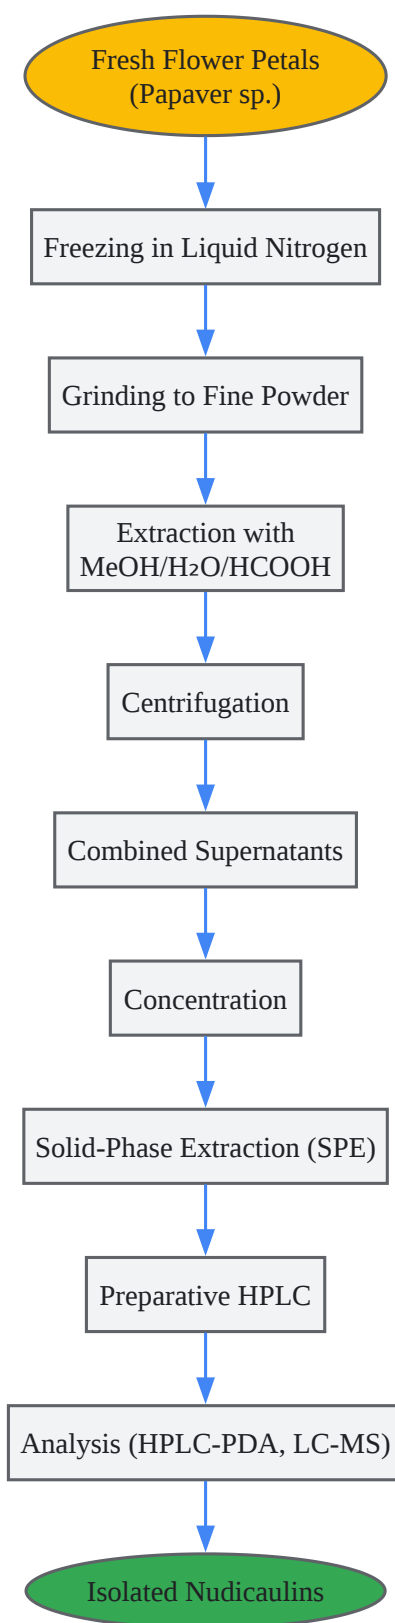 Fresh Flower Petals
(Papaver sp.)
Freezing in Liquid Nitrogen
Grinding to Fine Powder
Extraction with
MeOH/H₂O/HCOOH
Centrifugation
Combined Supernatants
Concentration
Solid-Phase Extraction (SPE)
Preparative HPLC
Analysis (HPLC-PDA, LC-MS)
Isolated Nudicaulins